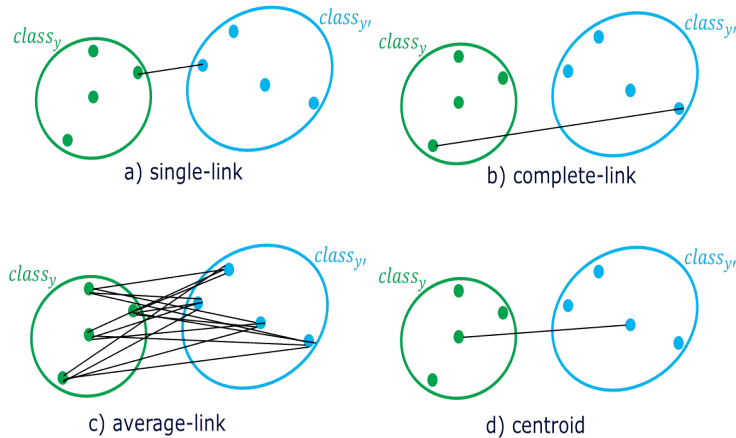 class_y
class_y'
a) single-link
class_y
class_y'
b) complete-link
class_y
class_y'
c) average-link
class_y
class_y'
d) centroid